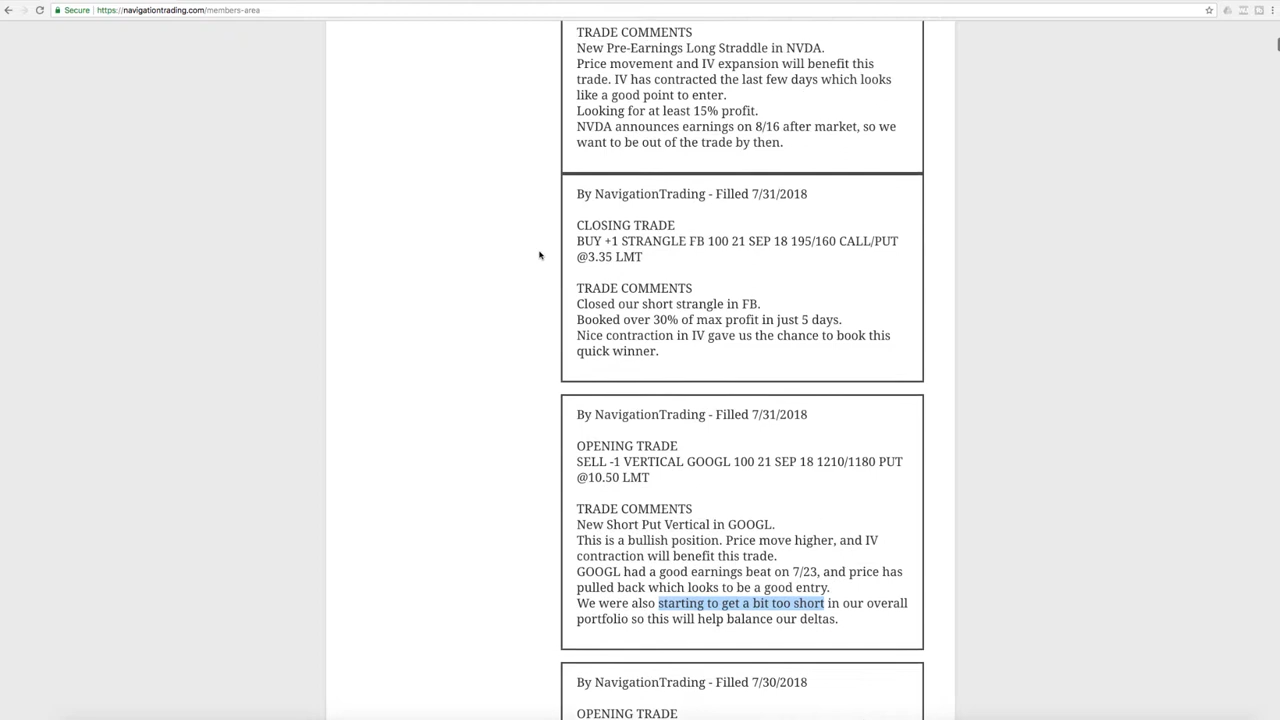 Secure | https://navigationtrading.com/members-area
TRADE COMMENTS
New Pre-Earnings Long Straddle in NVDA.
Price movement and IV expansion will benefit this
trade. IV has contracted the last few days which looks
like a good point to enter.
Looking for at least 15% profit.
NVDA announces earnings on 8/16 after market, so we
want to be out of the trade by then.
By NavigationTrading - Filled 7/31/2018
CLOSING TRADE
BUY +1 STRANGLE FB 100 21 SEP 18 195/160 CALL/PUT
@3.35 LMT
TRADE COMMENTS
Closed our short strangle in FB.
Booked over 30% of max profit in just 5 days.
Nice contraction in IV gave us the chance to book this
quick winner.
By NavigationTrading - Filled 7/31/2018
OPENING TRADE
SELL -1 VERTICAL GOOGL 100 21 SEP 18 1210/1180 PUT
@10.50 LMT
TRADE COMMENTS
New Short Put Vertical in GOOGL.
This is a bullish position. Price move higher, and IV
contraction will benefit this trade.
GOOGL had a good earnings beat on 7/23, and price has
pulled back which looks to be a good entry.
We were also starting to get a bit too short in our overall
portfolio so this will help balance our deltas.
By NavigationTrading - Filled 7/30/2018
OPENING TRADE